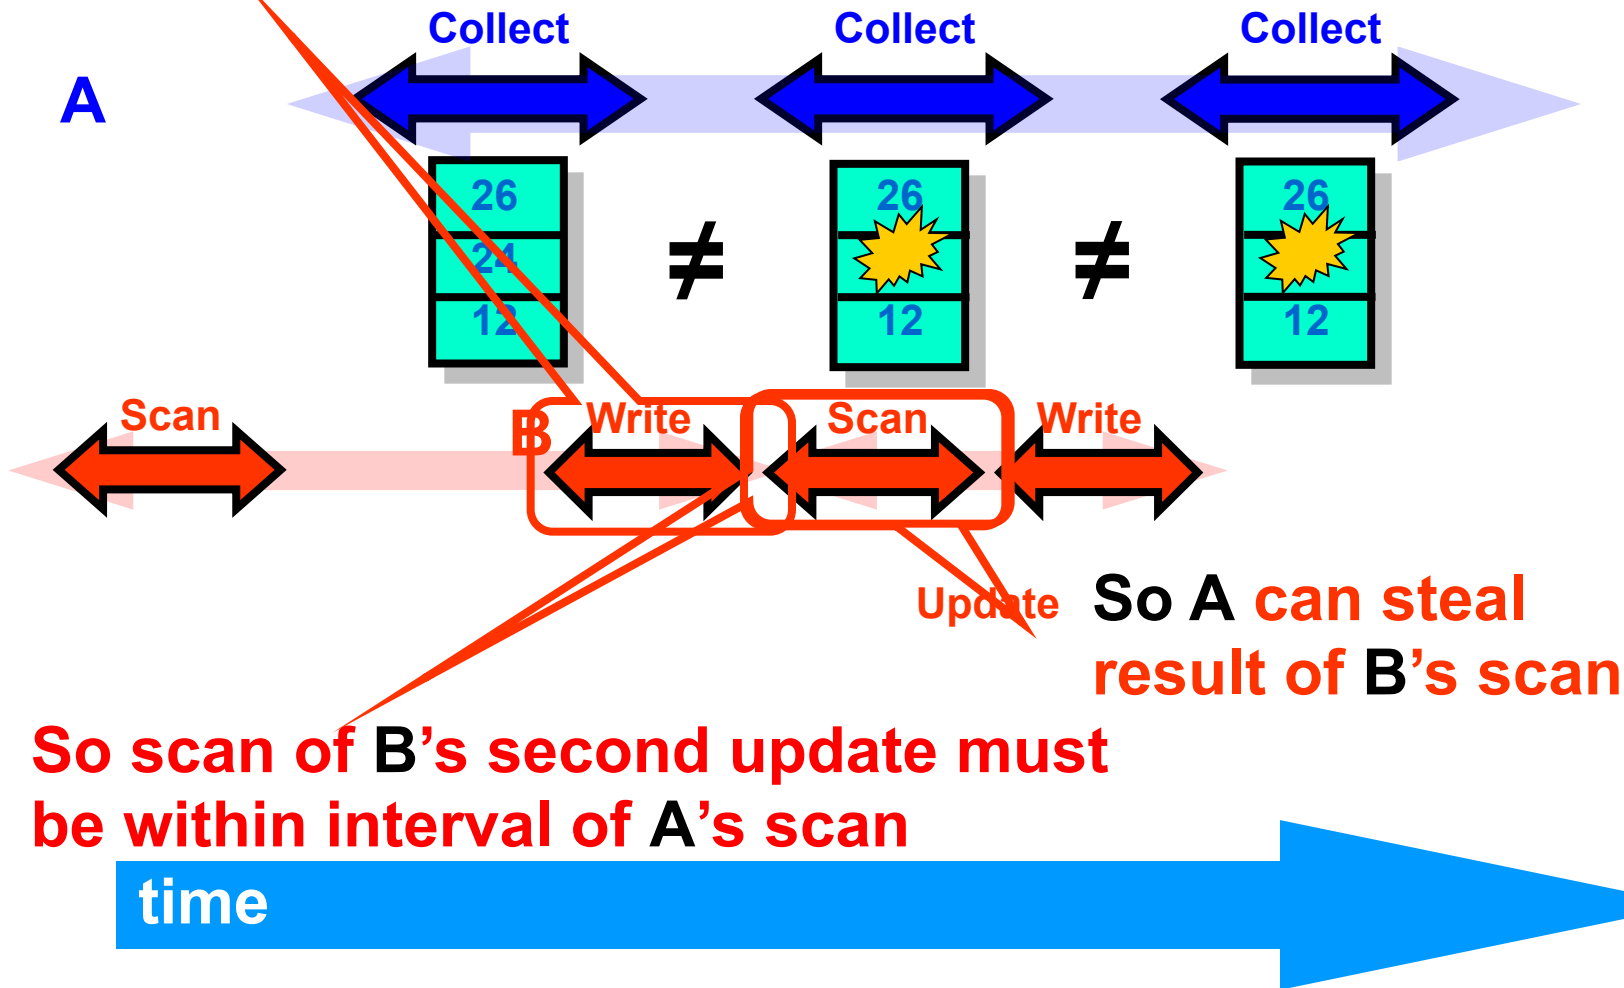 Collect
Collect
Collect
A
26
26
26
24
12
12
12
≠
≠
Scan
B
Write
Scan
Write
Update
So A can steal
result of B’s scan
So scan of B’s second update must
be within interval of A’s scan
time